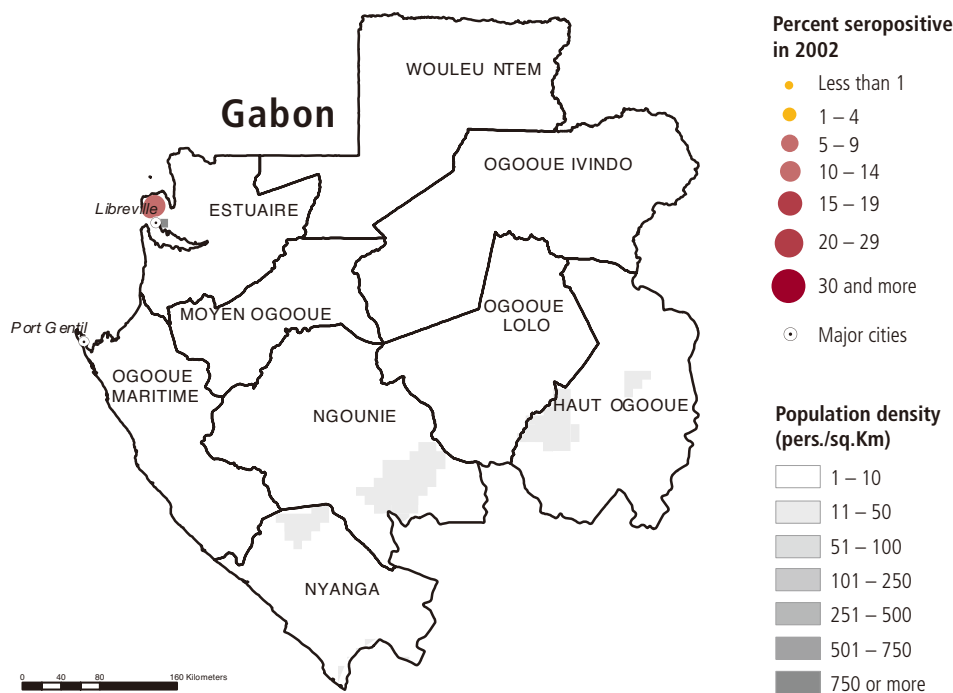 Gabon
WOULEU NTEM
OGOOUE IVINDO
Libreville
ESTUAIRE
MOYEN OGOOUE
OGOOUE
LOLO
Port Gentil
OGOOUE
MARITIME
NGOUNIE
HAUT OGOOUE
NYANGA
0 40 80 160 Kilometers
Percent seropositive
in 2002
Less than 1
1 – 4
5 – 9
10 – 14
15 – 19
20 – 29
30 and more
Major cities
Population density
(pers./sq.Km)
1 – 10
11 – 50
51 – 100
101 – 250
251 – 500
501 – 750
750 or more